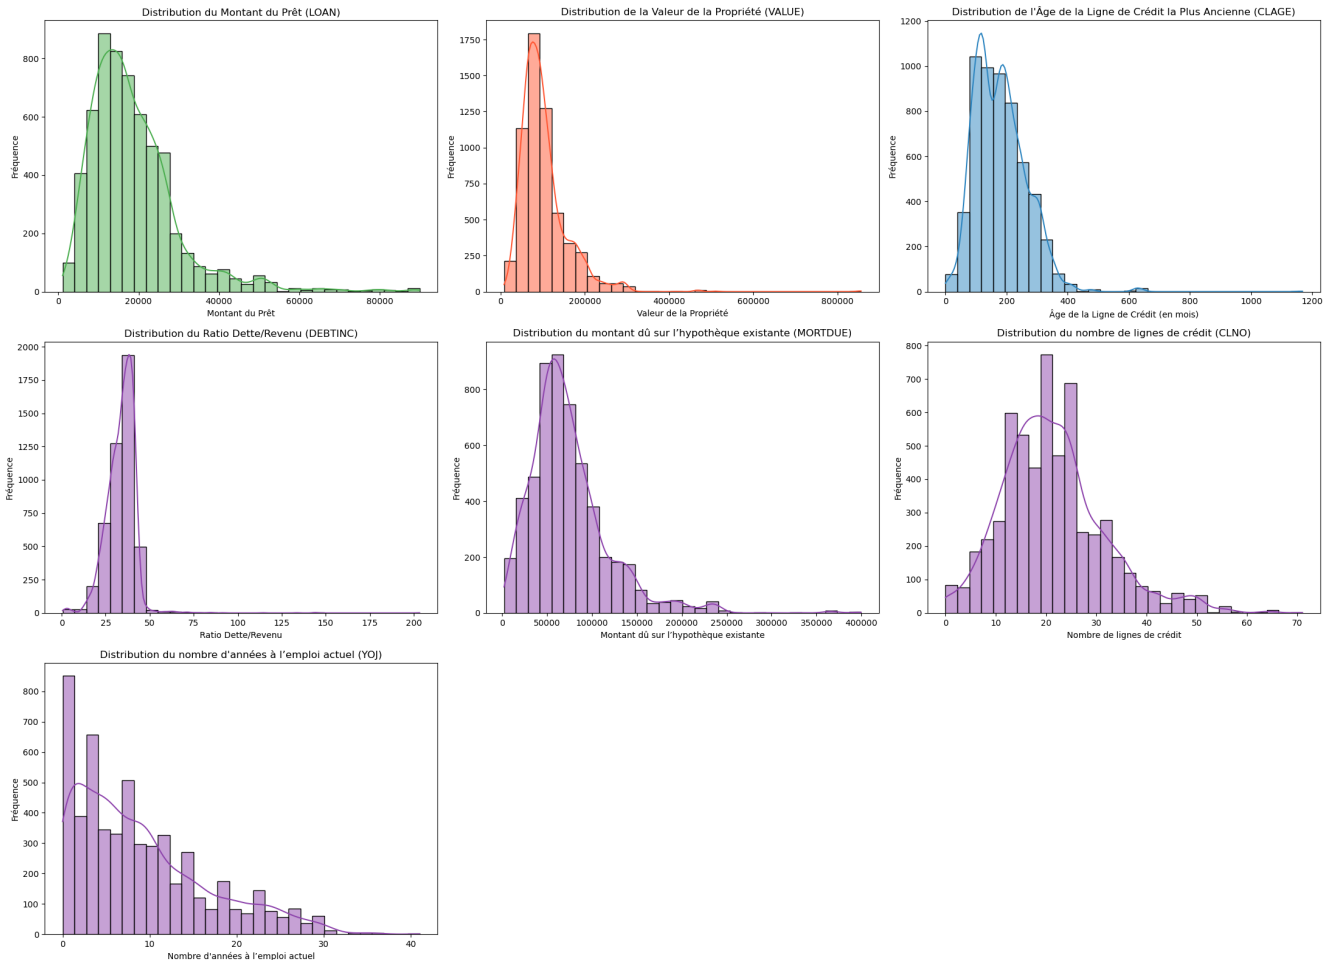 Distribution du Montant du Prêt (LOAN)
Fréquence
800
600
400
200
0
0 20000 40000 60000 80000
Montant du Prêt
Distribution de la Valeur de la Propriété (VALUE)
Fréquence
1750
1500
1250
1000
750
500
250
0
0 200000 400000 600000 800000
Valeur de la Propriété
Distribution de l'Âge de la Ligne de Crédit la Plus Ancienne (CLAGE)
Fréquence
1200
1000
800
600
400
200
0
0 200 400 600 800 1000 1200
Âge de la Ligne de Crédit (en mois)
Distribution du Ratio Dette/Revenu (DEBTINC)
Fréquence
2000
1750
1500
1250
1000
750
500
250
0
0 25 50 75 100 125 150 175 200
Ratio Dette/Revenu
Distribution du montant dû sur l’hypothèque existante (MORTDUE)
Fréquence
800
600
400
200
0
0 50000 100000 150000 200000 250000 300000 350000 400000
Montant dû sur l’hypothèque existante
Distribution du nombre de lignes de crédit (CLNO)
Fréquence
800
700
600
500
400
300
200
100
0
0 10 20 30 40 50 60 70
Nombre de lignes de crédit
Distribution du nombre d'années à l’emploi actuel (YOJ)
Fréquence
800
700
600
500
400
300
200
100
0
0 10 20 30 40
Nombre d'années à l’emploi actuel